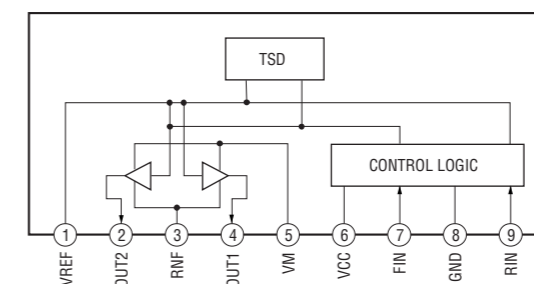 TSD
CONTROL LOGIC
1
2
3
4
5
6
7
8
9
VREF
OUT2
RNF
OUT1
VM
VCC
FIN
GND
RIN